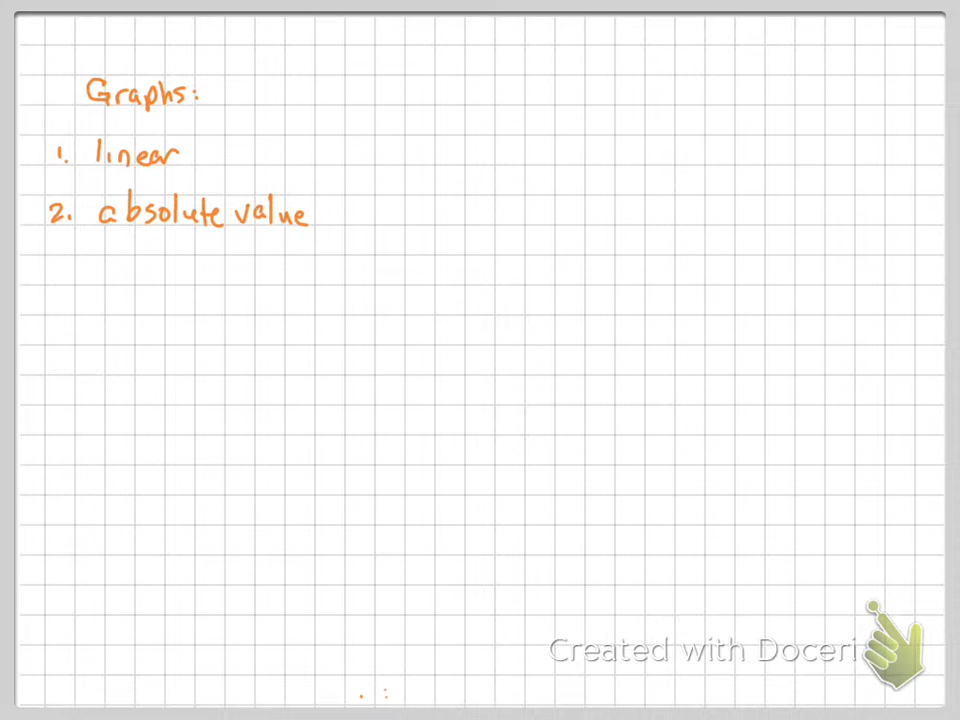 Graphs:
1. linear
2. absolute value
Created with Doceri